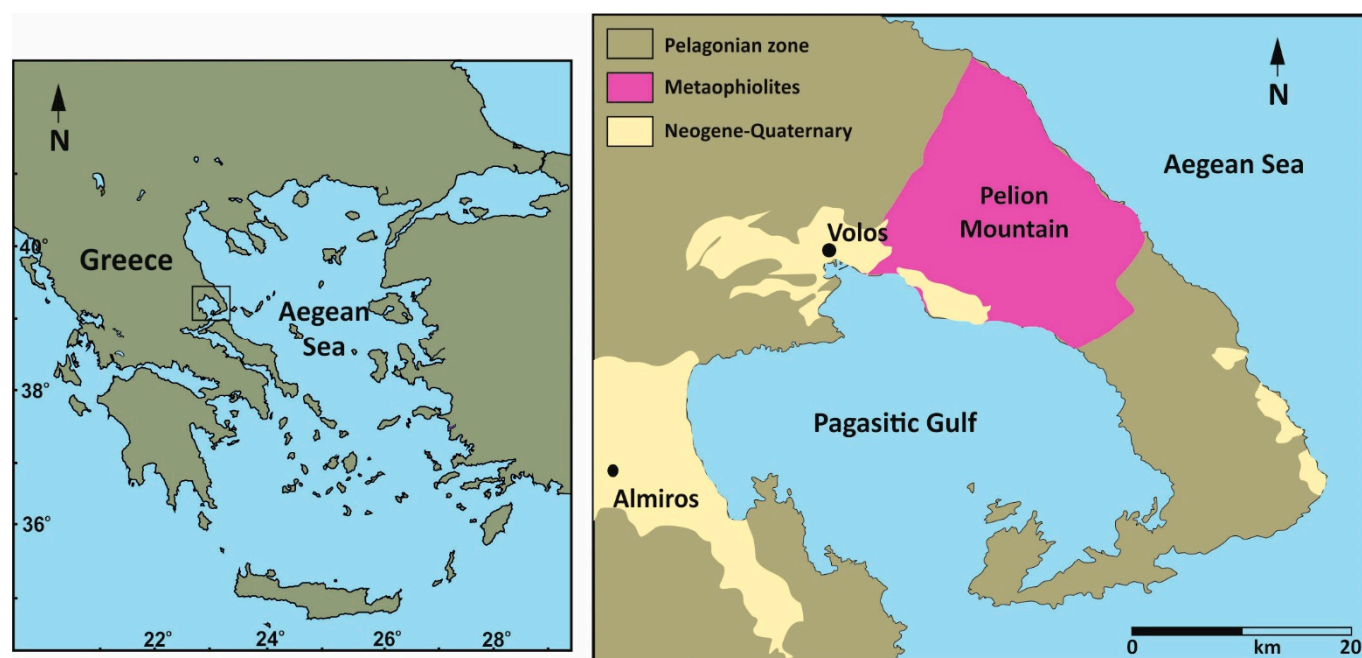 N
40°
38°
36°
22°
24°
26°
28°
Greece
Aegean
Sea
Pelagonian zone
Metaophiolites
Neogene-Quaternary
N
Aegean Sea
Pelion
Mountain
Volos
Pagasitic Gulf
Almiros
0
km
20